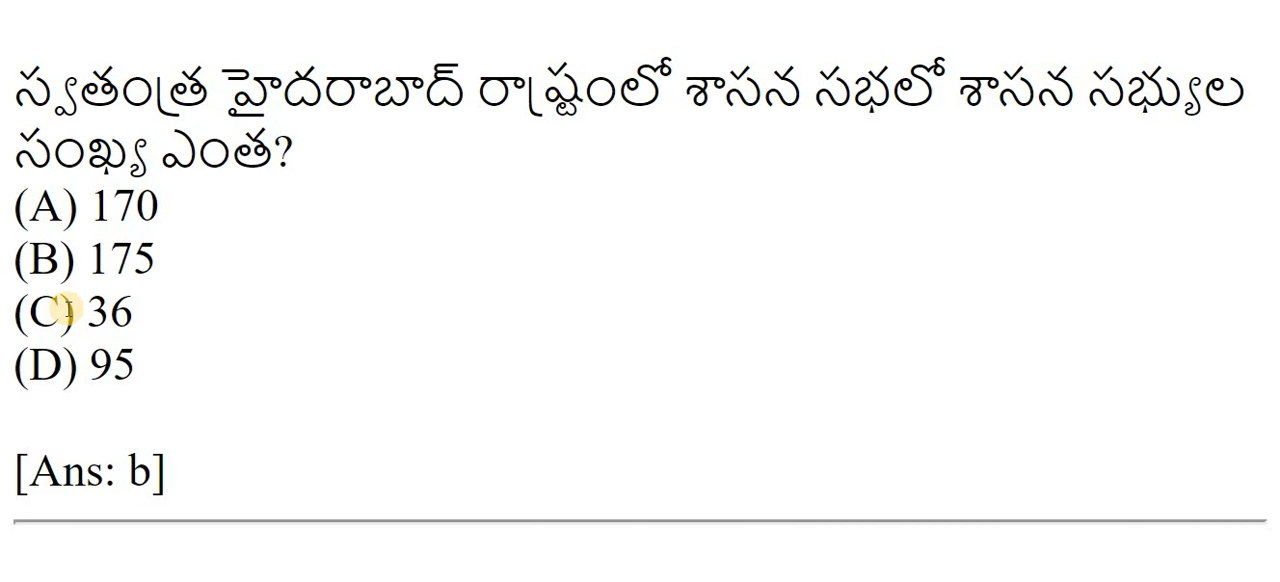 స్వతంత్ర హైదరాబాద్ రాష్ట్రంలో శాసన సభలో శాసన సభ్యుల
సంఖ్య ఎంత?
(A) 170
(B) 175
(C) 36
(D) 95
[Ans: b]